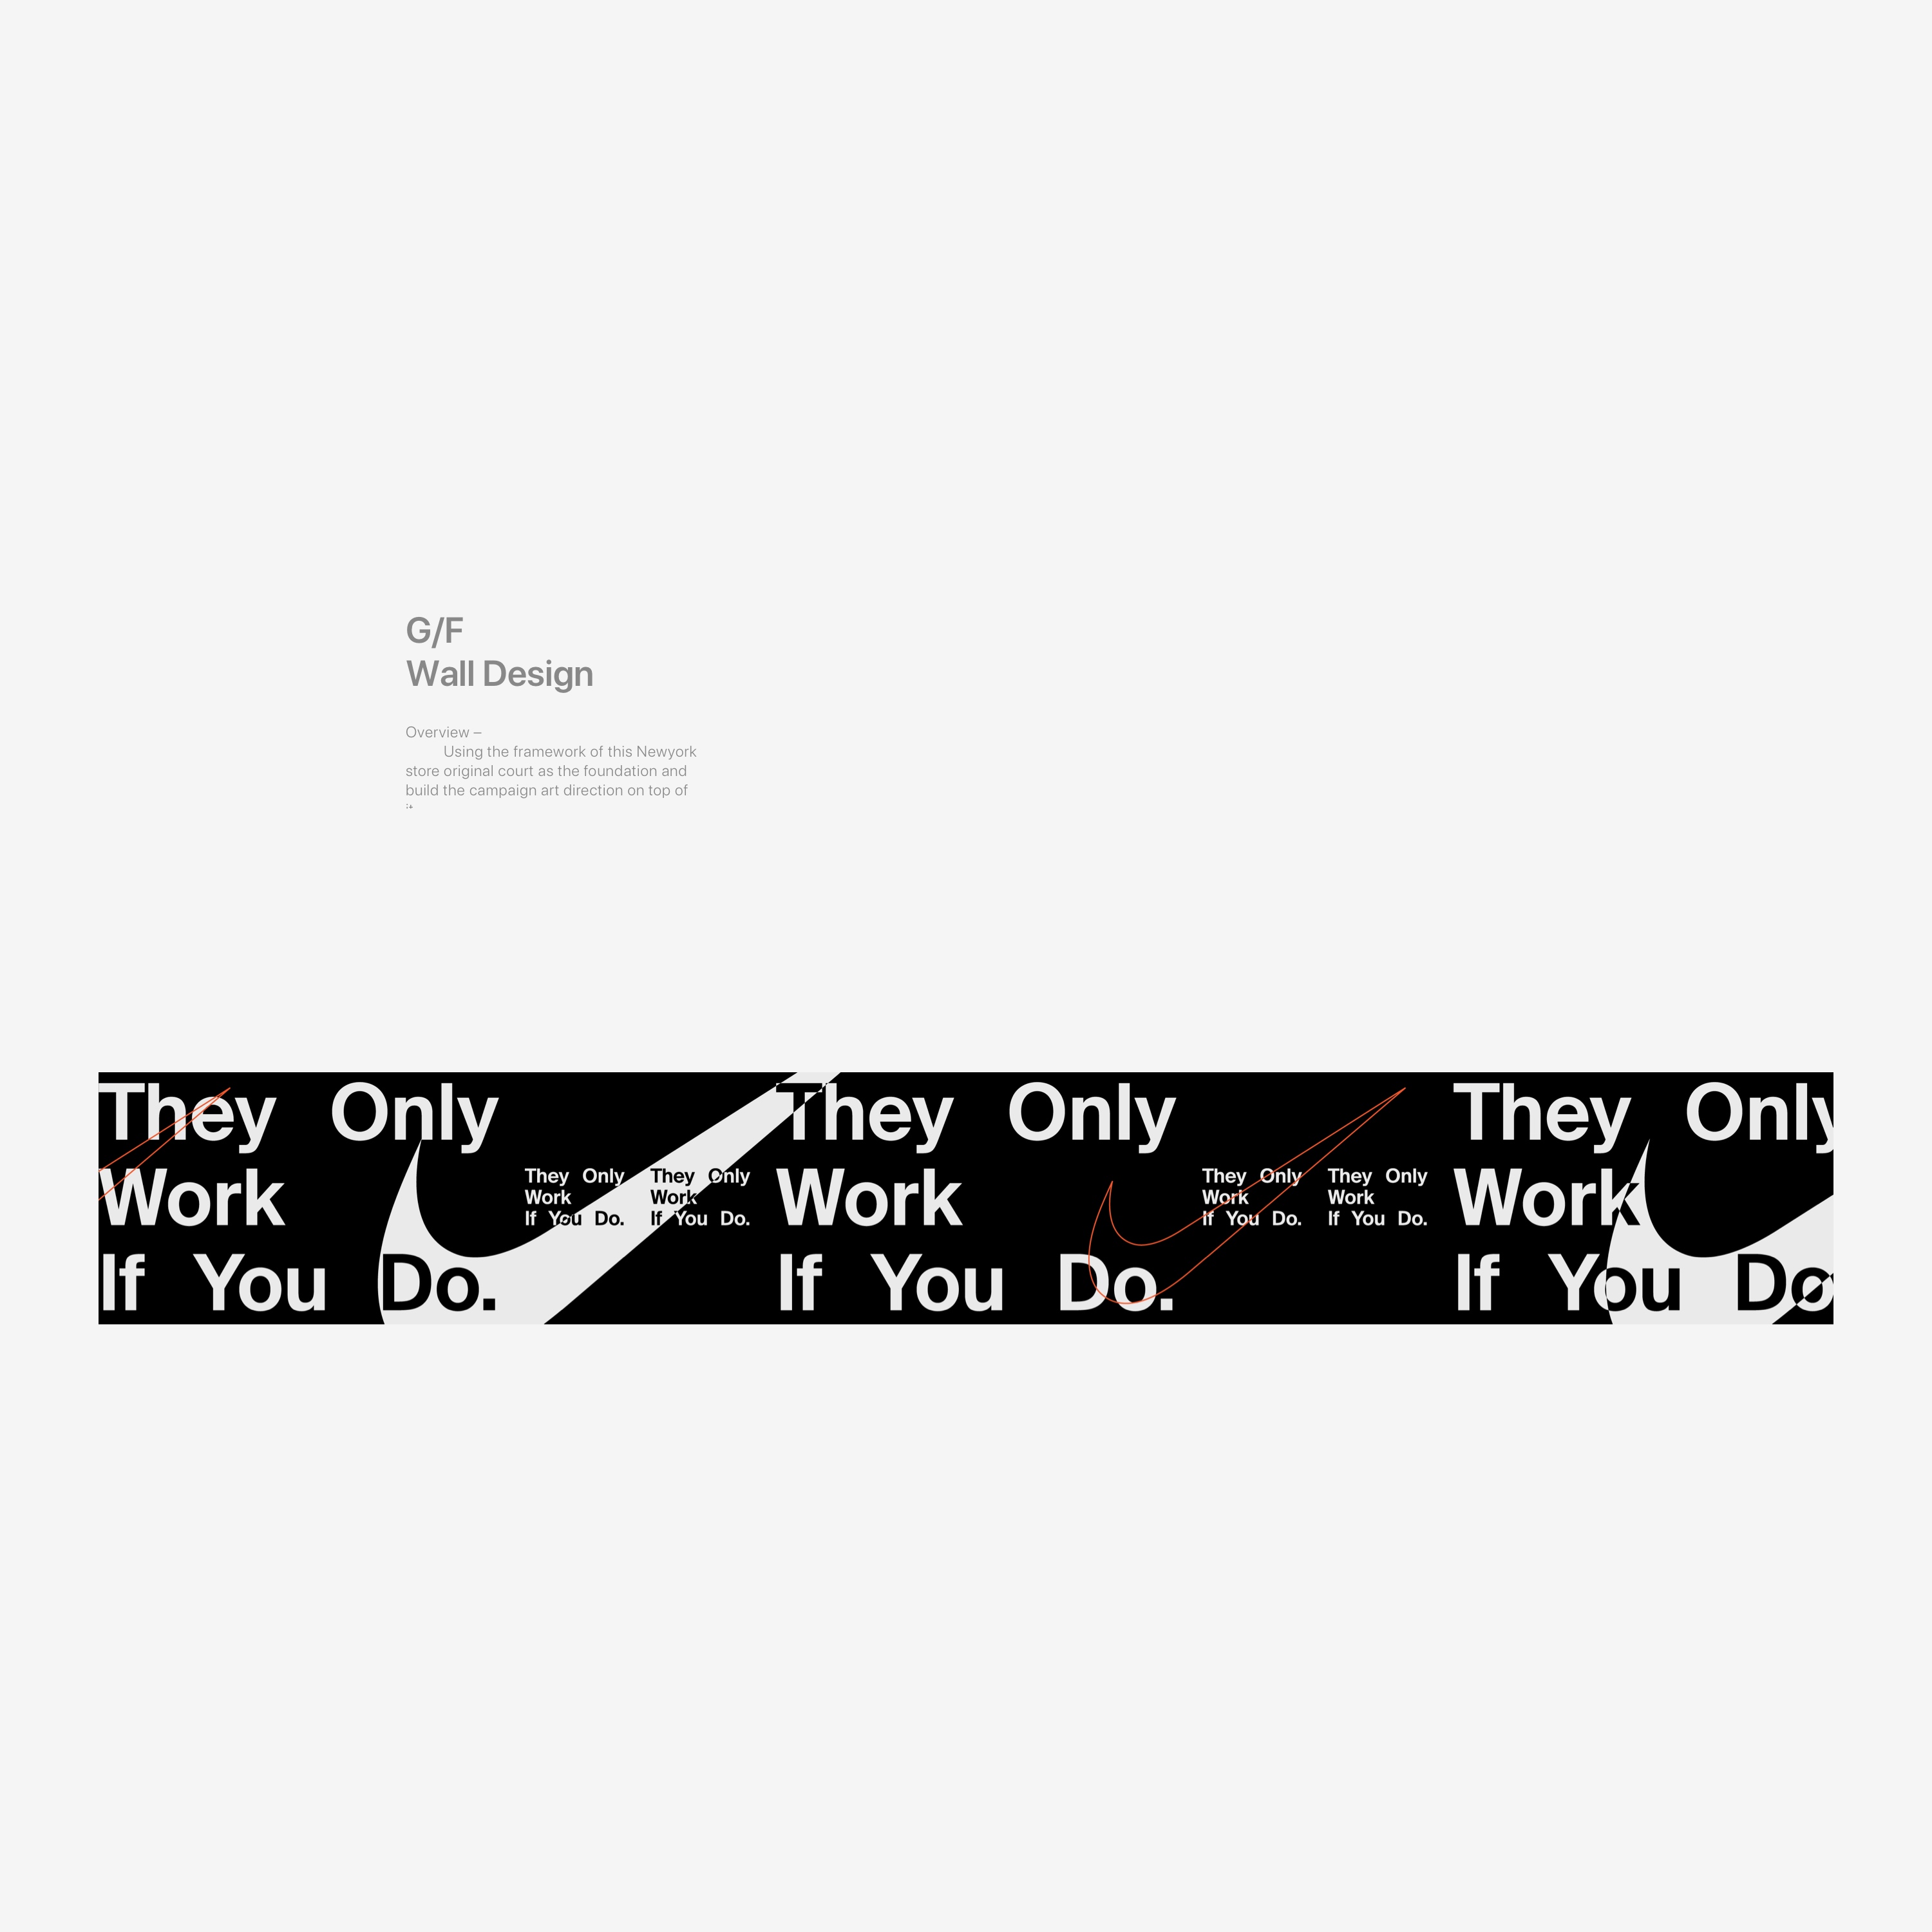 G/F
Wall Design
Overview –
Using the framework of this Newyork
store original court as the foundation and
build the campaign art direction on top of
They Only
Work
If You Do.
They Only
Work
If You Do.
They Only
Work
If You Do.
They Only
Work
If You Do.
They Only
Work
If You Do.
They Only
Work
If You Do.
They Only
Work
If You Do